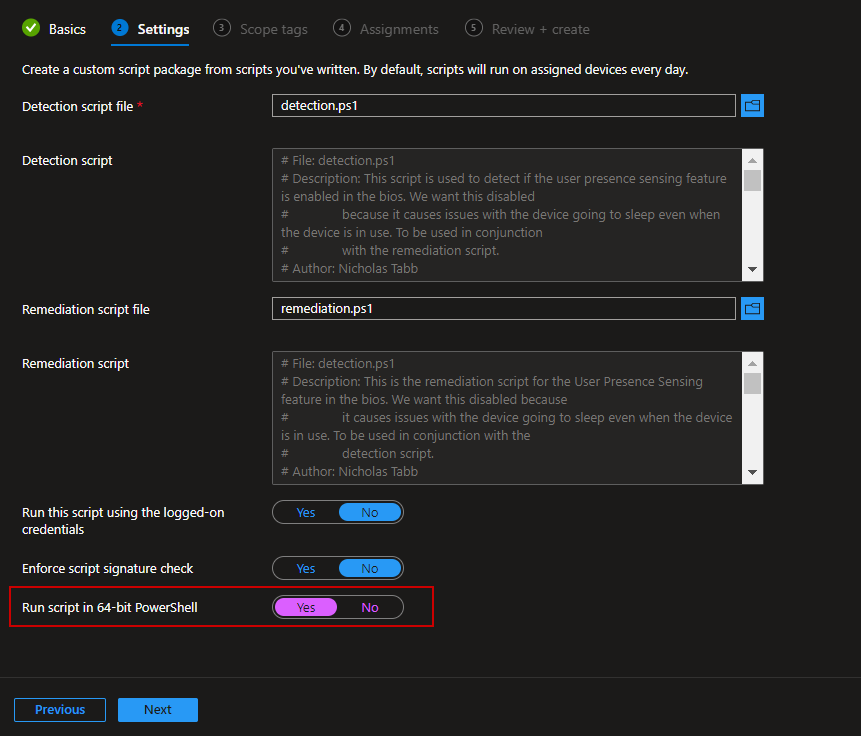 Basics 2 Settings 3 Scope tags 4 Assignments 5 Review + create
Create a custom script package from scripts you've written. By default, scripts will run on assigned devices every day.
Detection script file * detection.ps1
Detection script
# File: detection.ps1
# Description: This script is used to detect if the user presence sensing feature
is enabled in the bios. We want this disabled
# because it causes issues with the device going to sleep even when
the device is in use. To be used in conjunction
# with the remediation script.
# Author: Nicholas Tabb
Remediation script file remediation.ps1
Remediation script
# File: detection.ps1
# Description: This is the remediation script for the User Presence Sensing
feature in the bios. We want this disabled because
# it causes issues with the device going to sleep even when the device
is in use. To be used in conjunction with the
# detection script.
# Author: Nicholas Tabb
Run this script using the logged-on
credentials
Yes No
Enforce script signature check Yes No
Run script in 64-bit PowerShell Yes No
Previous Next